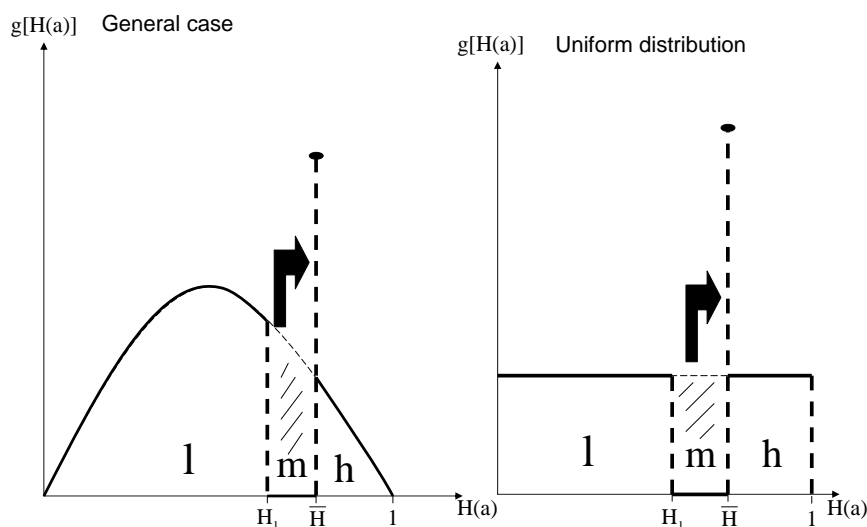 General case
g[H(a)]
l
m
h
H₁
H̅
1
H(a)
Uniform distribution
g[H(a)]
l
m
h
H₁
H̅
1
H(a)